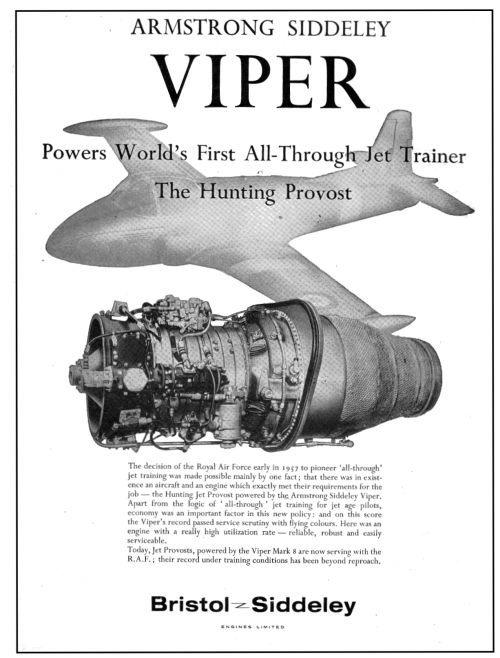 ARMSTRONG SIDDELEY
VIPER
Powers World's First All-Through Jet Trainer
The Hunting Provost
The decision of the Royal Air Force early in 1957 to pioneer 'all-through'
jet training was made possible mainly by one fact; that there was in exist-
ence an aircraft and an engine which exactly met their requirements for the
job — the Hunting Jet Provost powered by the Armstrong Siddeley Viper.
Apart from the logic of 'all-through' jet training for jet age pilots,
economy was an important factor in this new policy; and on this score
the Viper's record passed service scrutiny with flying colours. Here was an
engine with a really high utilization rate — reliable, robust and easily
serviceable.
Today, Jet Provosts, powered by the Viper Mark 8 are now serving with the
R.A.F.; their record under training conditions has been beyond reproach.
Bristol Siddeley
ENGINES LIMITED